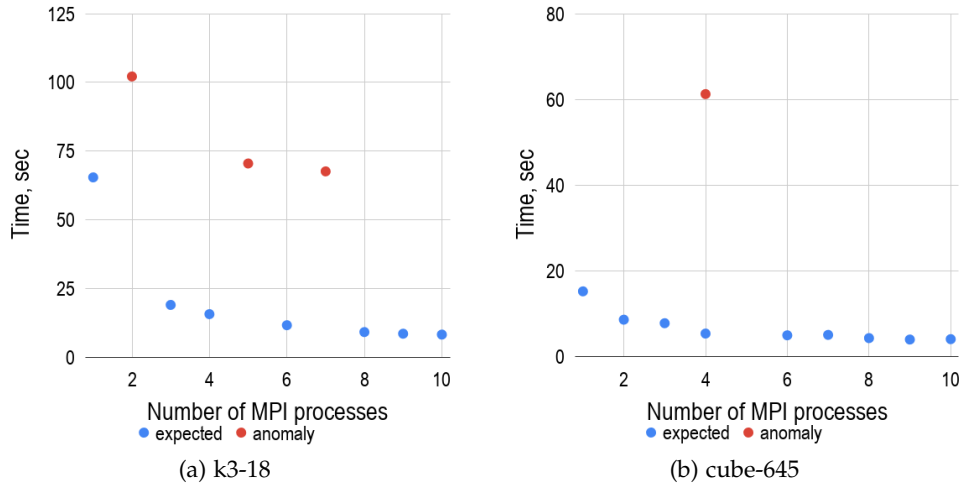 125
100
75
50
25
0
Time, sec
2 4 6 8 10
Number of MPI processes
expected anomaly
(a) k3-18
80
60
40
20
0
Time, sec
2 4 6 8 10
Number of MPI processes
expected anomaly
(b) cube-645